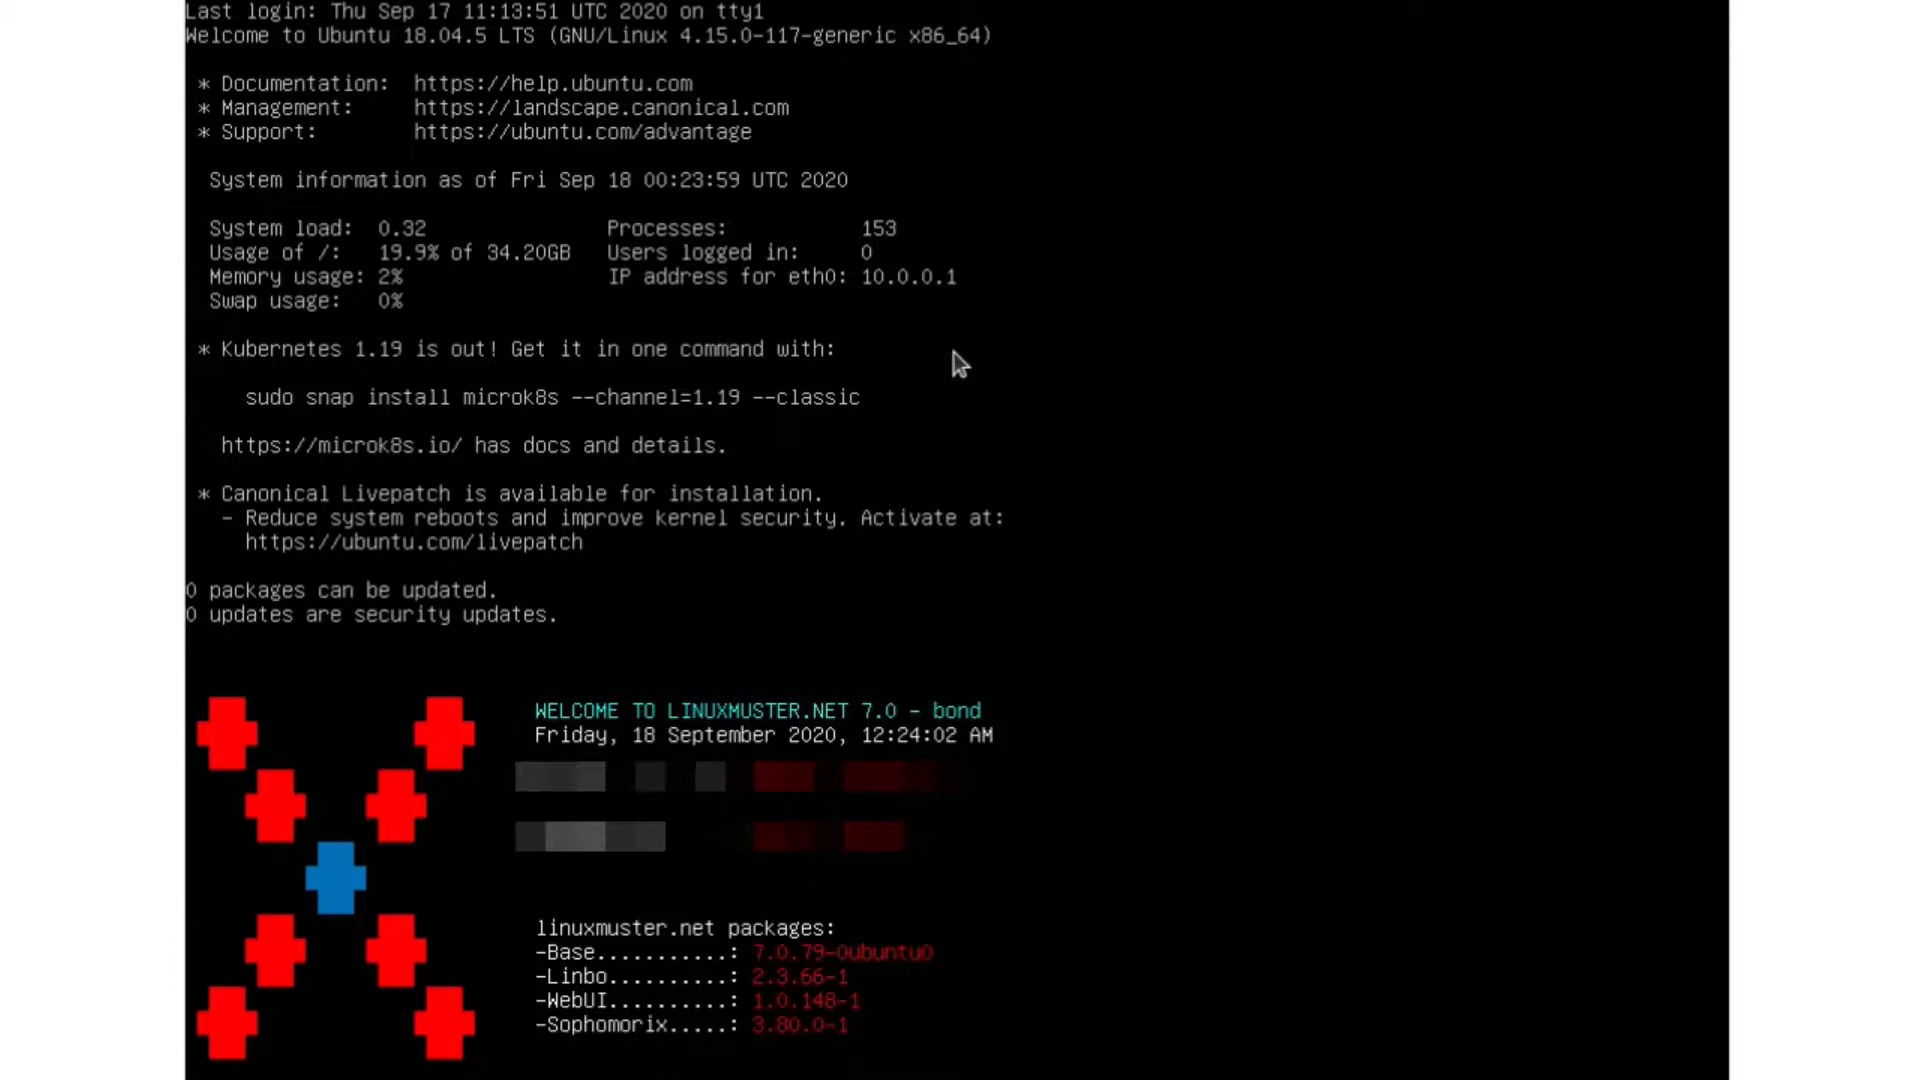 Last login: Thu Sep 17 11:13:51 UTC 2020 on tty1
Welcome to Ubuntu 18.04.5 LTS (GNU/Linux 4.15.0-117-generic x86_64)
* Documentation:  https://help.ubuntu.com
* Management:     https://landscape.canonical.com
* Support:        https://ubuntu.com/advantage
System information as of Fri Sep 18 00:23:59 UTC 2020
System load:  0.32               Processes:           153
Usage of /:   19.9% of 34.20GB   Users logged in:     0
Memory usage: 2%                 IP address for eth0: 10.0.0.1
Swap usage:   0%
* Kubernetes 1.19 is out! Get it in one command with:
sudo snap install microk8s --channel=1.19 --classic
https://microk8s.io/ has docs and details.
* Canonical Livepatch is available for installation.
- Reduce system reboots and improve kernel security. Activate at:
https://ubuntu.com/livepatch
0 packages can be updated.
0 updates are security updates.
WELCOME TO LINUXMUSTER.NET 7.0 - bond
Friday, 18 September 2020, 12:24:02 AM
linuxmuster.net packages:
-Base...........: 7.0.79-0ubuntu0
-Linbo..........: 2.3.66-1
-WebUI..........: 1.0.148-1
-Sophomorix.....: 3.80.0-1